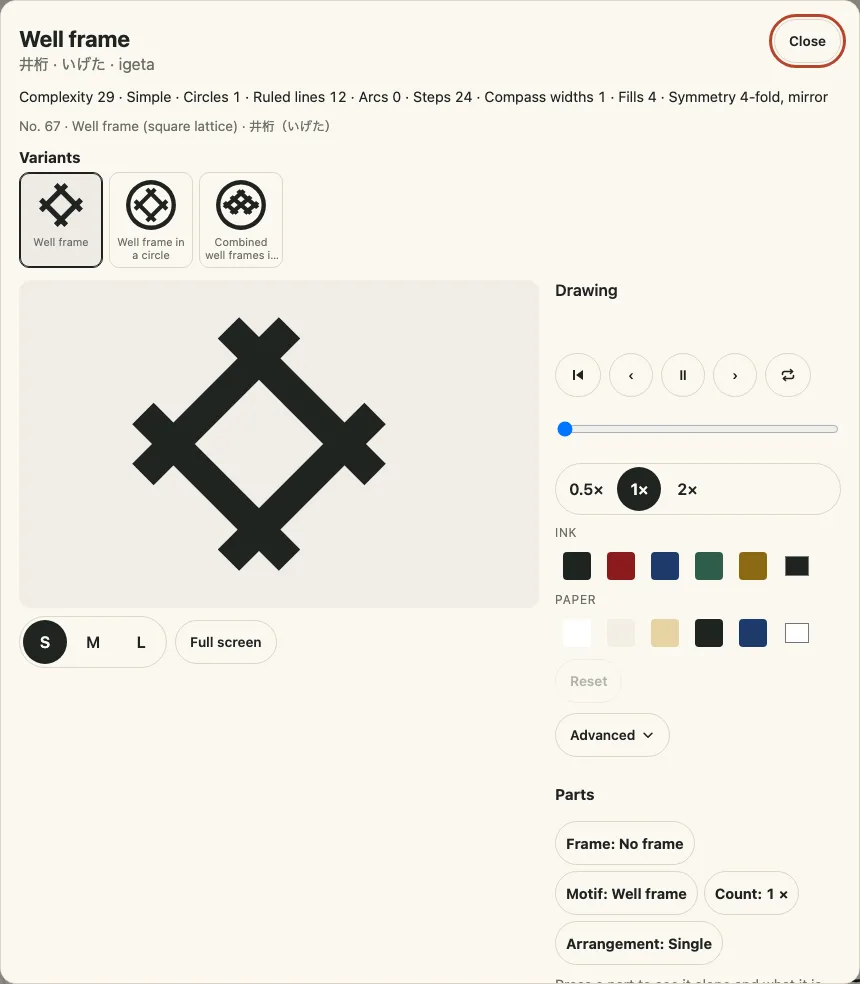 Well frame
Close
井桁 · いげた · igeta
Complexity 29 · Simple · Circles 1 · Ruled lines 12 · Arcs 0 · Steps 24 · Compass widths 1 · Fills 4 · Symmetry 4-fold, mirror
No. 67 · Well frame (square lattice) · 井桁（いげた）
Variants
Well frame
Well frame in
a circle
Combined
well frames i…
Drawing
0.5×
1×
2×
INK
PAPER
S
M
L
Full screen
Reset
Advanced
Parts
Frame: No frame
Motif: Well frame
Count: 1 ×
Arrangement: Single